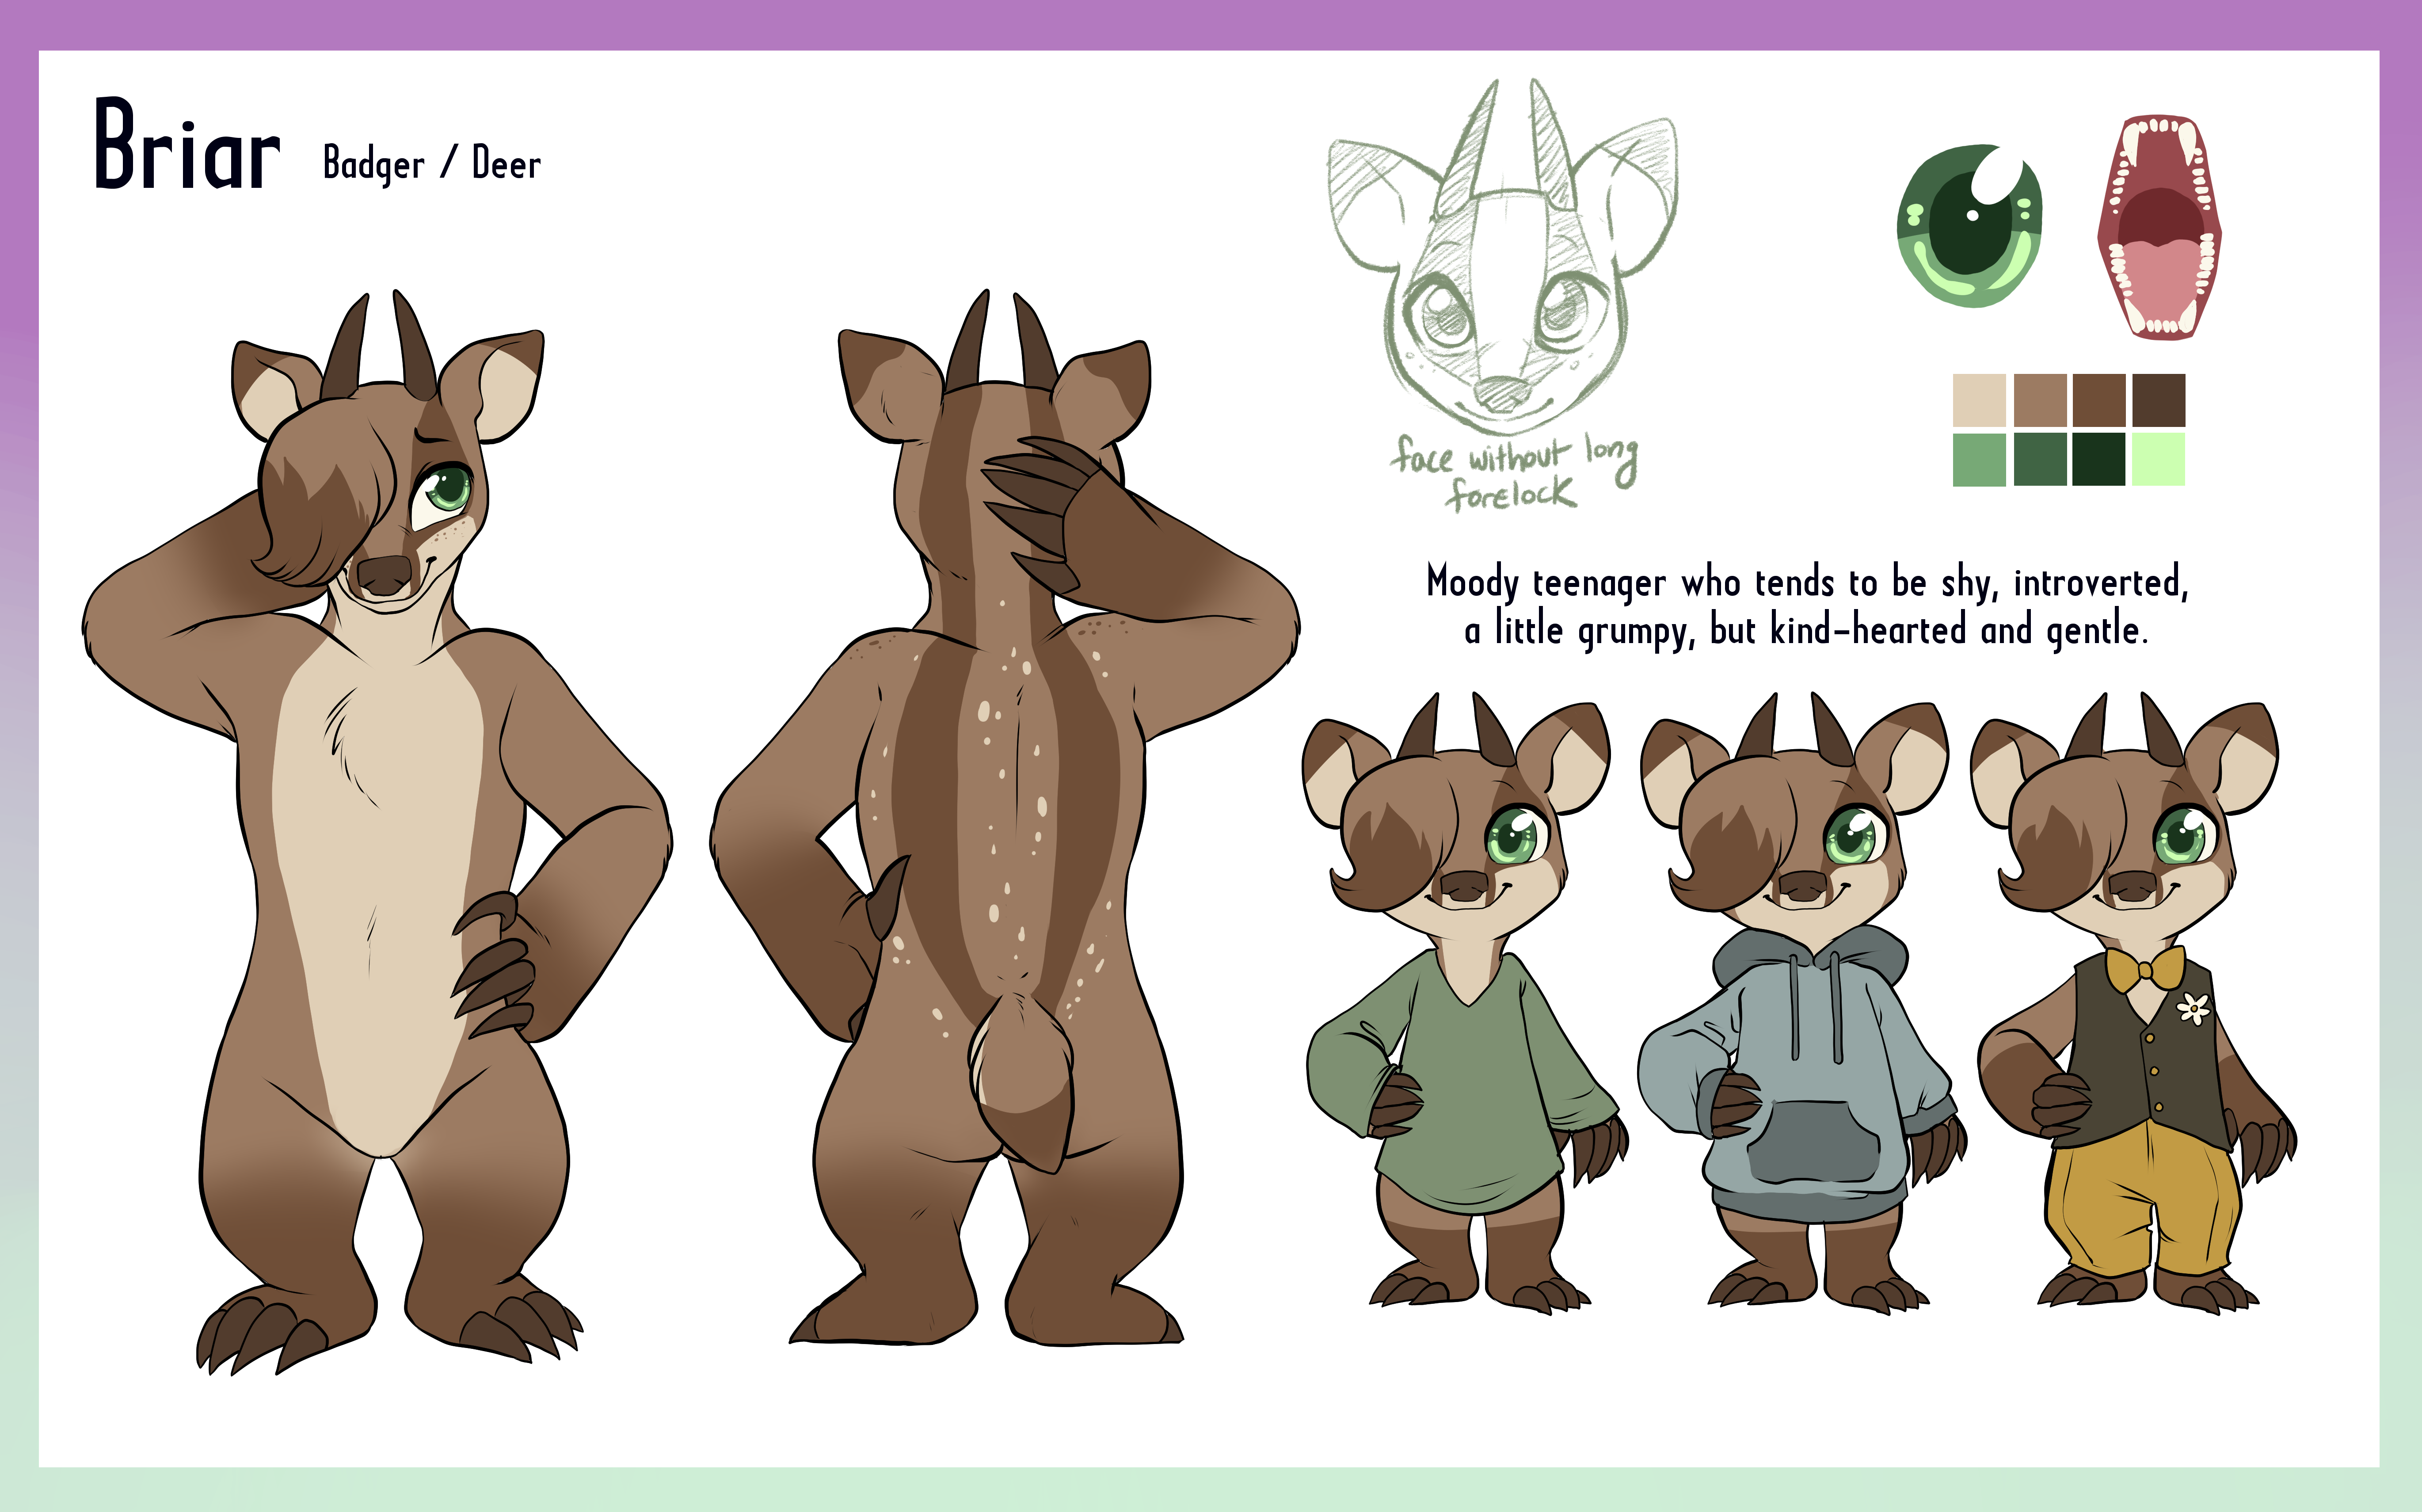 Briar
Badger / Deer
face without long
forelock
Moody teenager who tends to be shy, introverted,
a little grumpy, but kind-hearted and gentle.